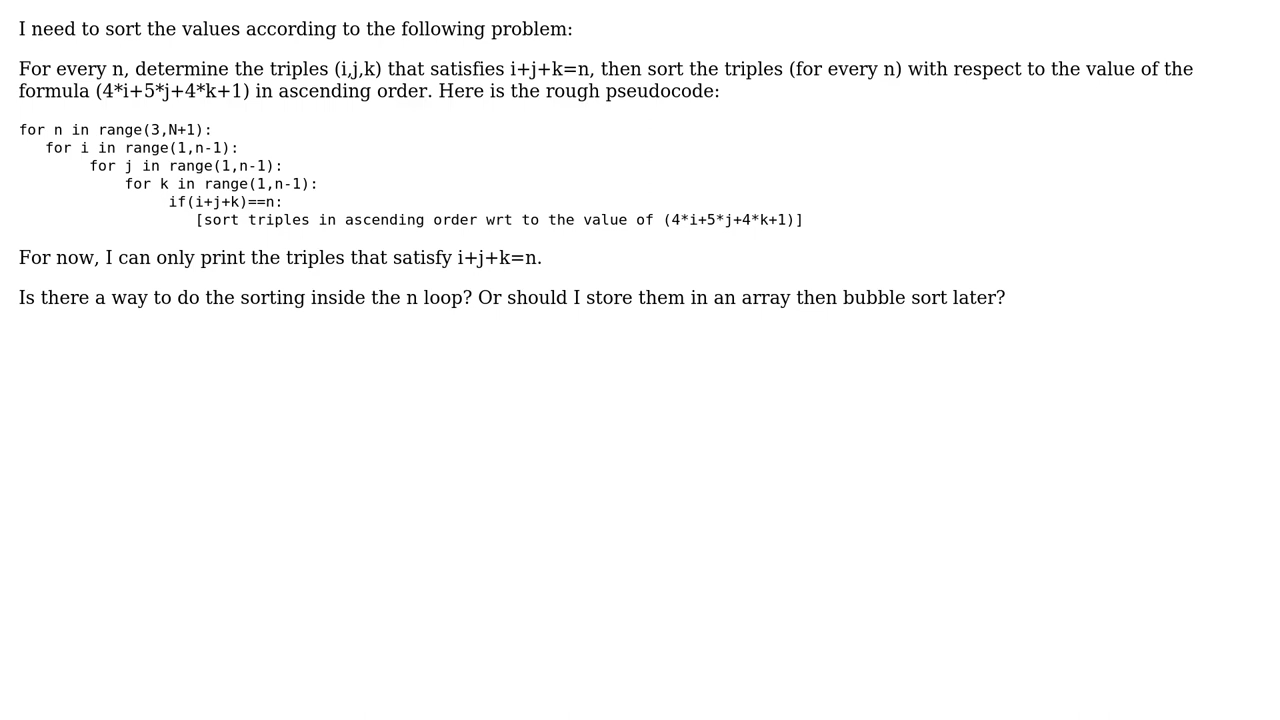 I need to sort the values according to the following problem:
For every n, determine the triples (i,j,k) that satisfies i+j+k=n, then sort the triples (for every n) with respect to the value of the
formula (4*i+5*j+4*k+1) in ascending order. Here is the rough pseudocode:
for n in range(3,N+1):
   for i in range(1,n-1):
        for j in range(1,n-1):
            for k in range(1,n-1):
                 if(i+j+k)==n:
                    [sort triples in ascending order wrt to the value of (4*i+5*j+4*k+1)]
For now, I can only print the triples that satisfy i+j+k=n.
Is there a way to do the sorting inside the n loop? Or should I store them in an array then bubble sort later?